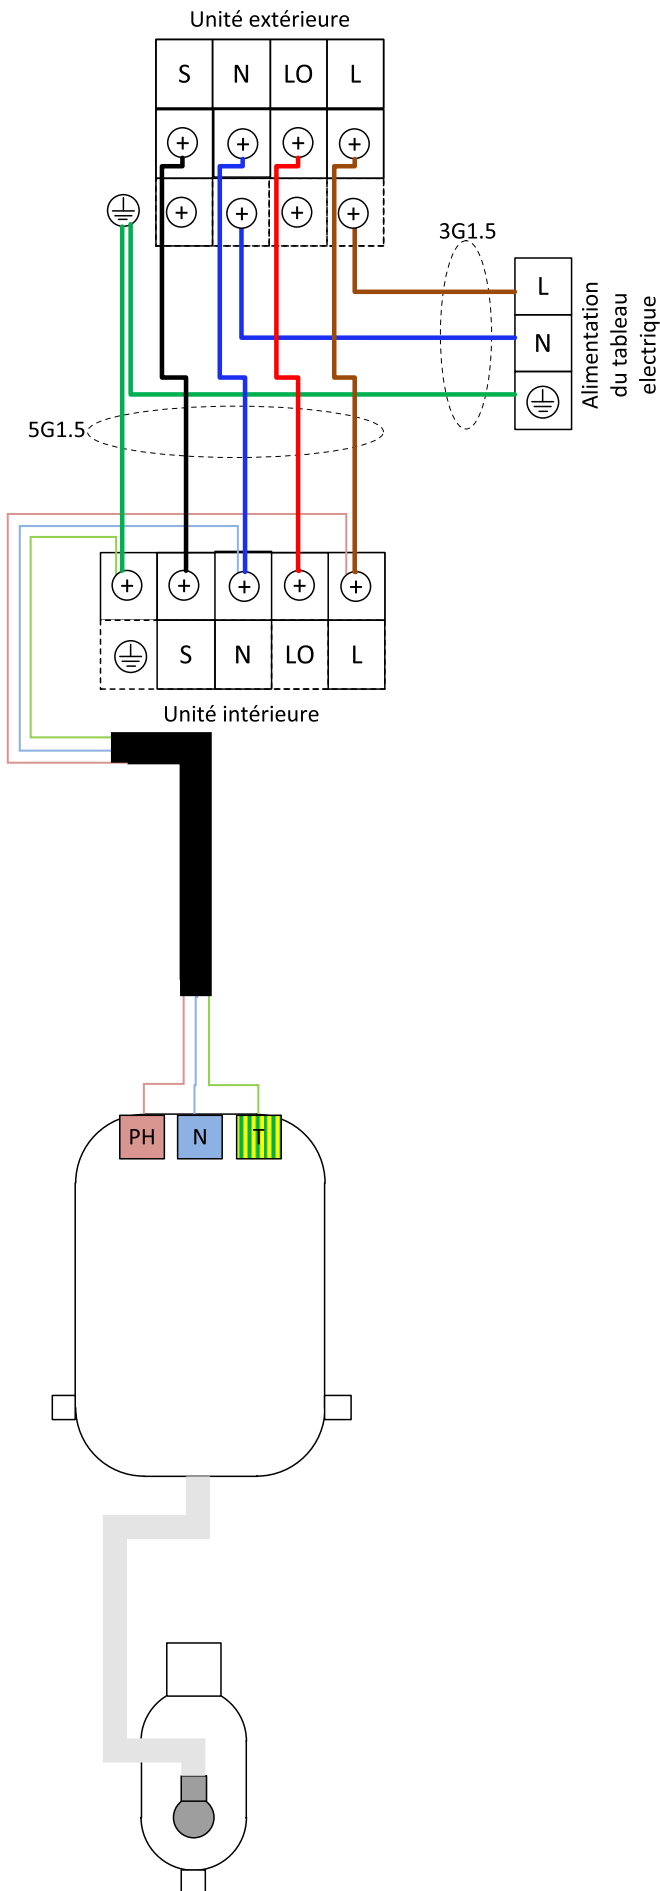 Unité extérieure
S N LO L
3G1.5
L
N
Alimentation
du tableau
electrique
5G1.5
S N LO L
Unité intérieure
PH N T